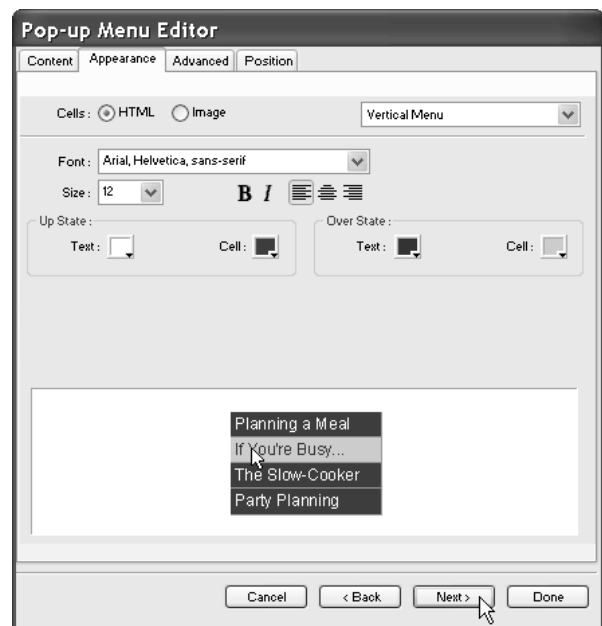 Pop-up Menu Editor
Content Appearance Advanced Position
Cells: HTML Image Vertical Menu
Font: Arial, Helvetica, sans-serif
Size: 12 B I
Up State: Over State:
Text: Cell: Text: Cell:
Planning a Meal
If You're Busy...
The Slow-Cooker
Party Planning
Cancel < Back Next > Done